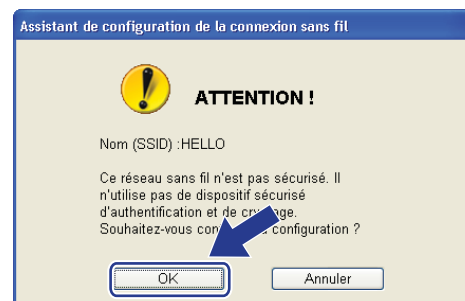 Assistant de configuration de la connexion sans fil
ATTENTION !
Nom (SSID) :HELLO
Ce réseau sans fil n'est pas sécurisé. Il
n'utilise pas de dispositif sécurisé
d'authentification et de cryptage.
Souhaitez-vous configuration ?
OK
Annuler